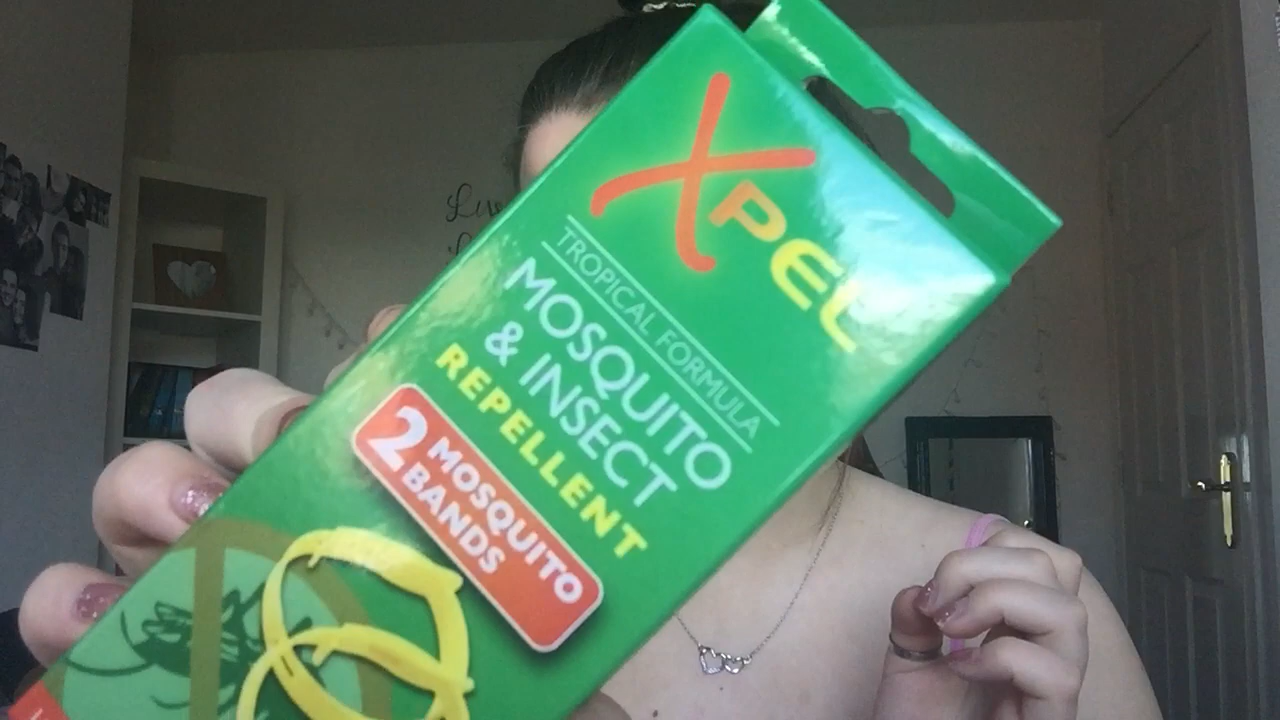 XPEL
TROPICAL FORMULA
MOSQUITO
& INSECT
REPELLENT
2 MOSQUITO
BANDS